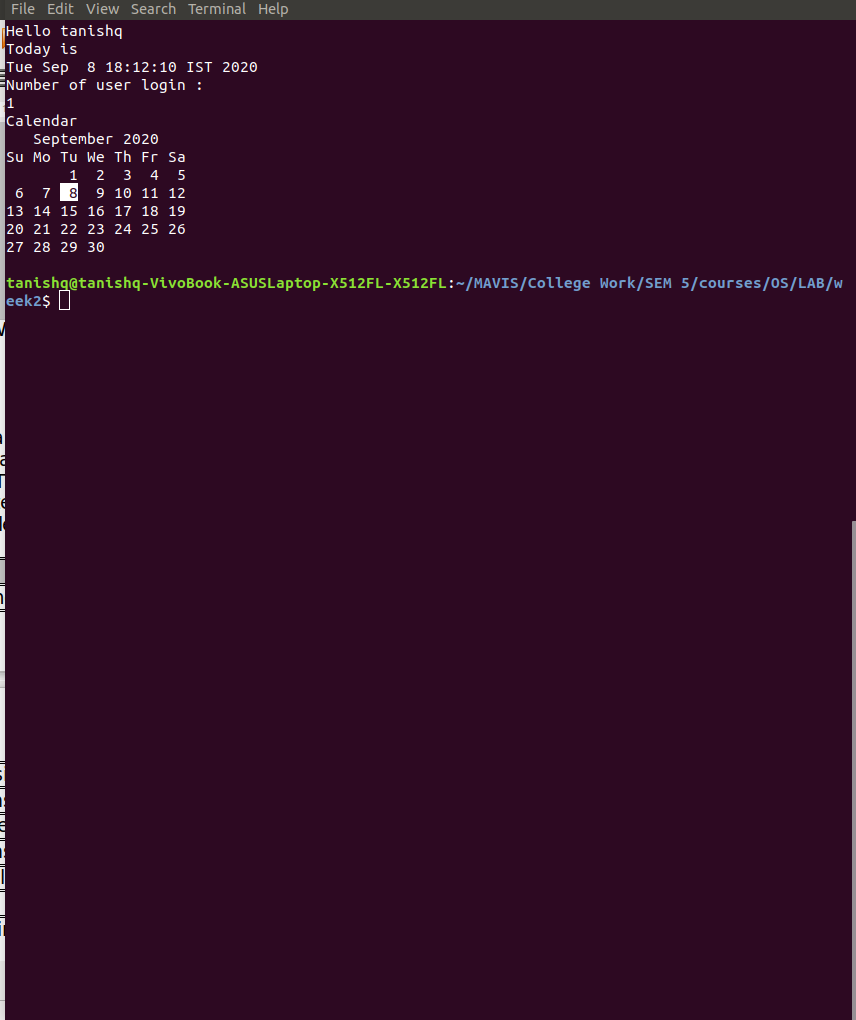 File Edit View Search Terminal Help
Hello tanishq
Today is
Tue Sep  8 18:12:10 IST 2020
Number of user login :
1
Calendar
   September 2020
Su Mo Tu We Th Fr Sa
       1  2  3  4  5
 6  7  8  9 10 11 12
13 14 15 16 17 18 19
20 21 22 23 24 25 26
27 28 29 30
tanishq@tanishq-VivoBook-ASUSLaptop-X512FL-X512FL:~/MAVIS/College Work/SEM 5/courses/OS/LAB/w
eek2$